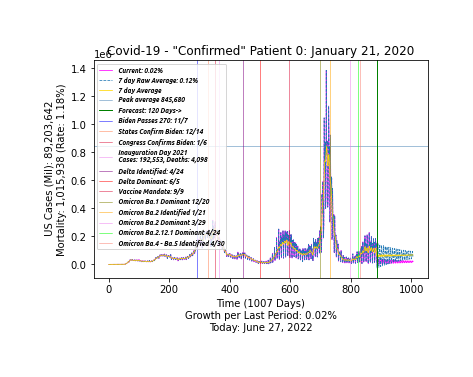 Covid-19 - "Confirmed" Patient 0: January 21, 2020
1e6
1.4
1.2
1.0
0.8
0.6
0.4
0.2
0.0
US Cases (Mil): 89,203,642
Mortality: 1,015,938 (Rate: 1.18%)
Current: 0.02%
7 day Raw Average: 0.12%
7 day Average
Peak average 845,680
Forecast: 120 Days->
Biden Passes 270: 11/7
States Confirm Biden: 12/14
Congress Confirms Biden: 1/6
Inauguration Day 2021
Cases: 192,553, Deaths: 4,098
Delta Identified: 4/24
Delta Dominant: 6/5
Vaccine Mandate: 9/9
Omicron Ba.1 Dominant 12/20
Omicron Ba.2 Identified 1/21
Omicron Ba.2 Dominant 3/29
Omicron Ba.2.12.1 Dominant 4/24
Omicron Ba.4 - Ba.5 Identified 4/30
0 200 400 600 800 1000
Time (1007 Days)
Growth per Last Period: 0.02%
Today: June 27, 2022